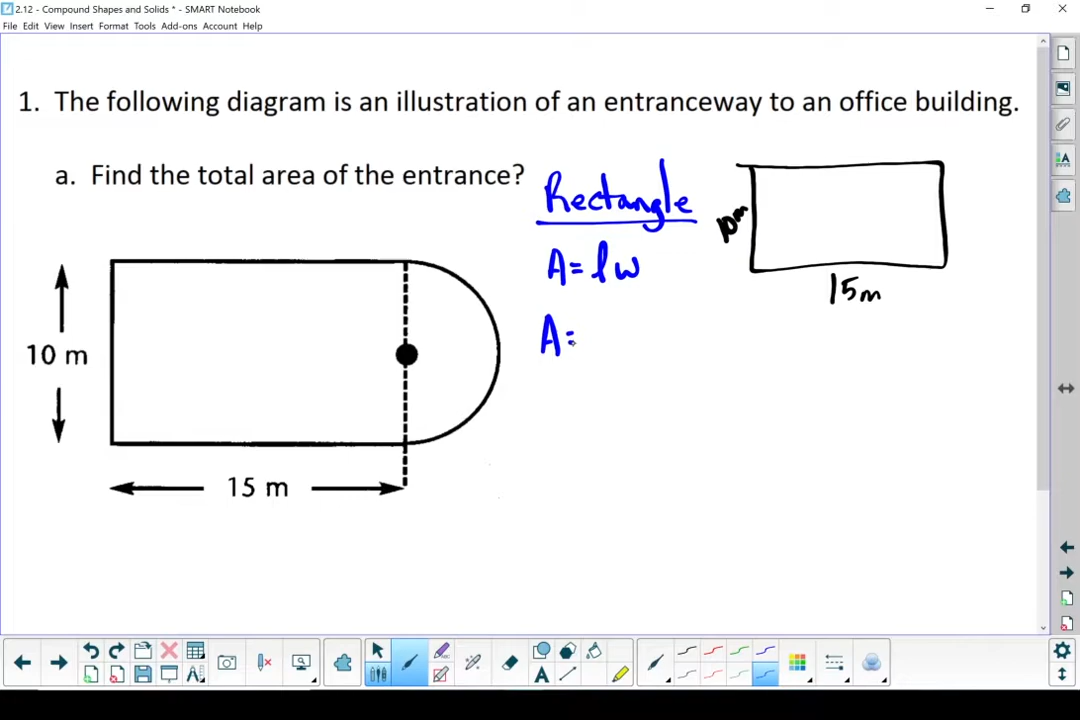 2.12 - Compound Shapes and Solids * - SMART Notebook
File Edit View Insert Format Tools Add-ons Account Help
1. The following diagram is an illustration of an entranceway to an office building.
a. Find the total area of the entrance?
Rectangle
10m
A = lw
15m
A =
10 m
15 m